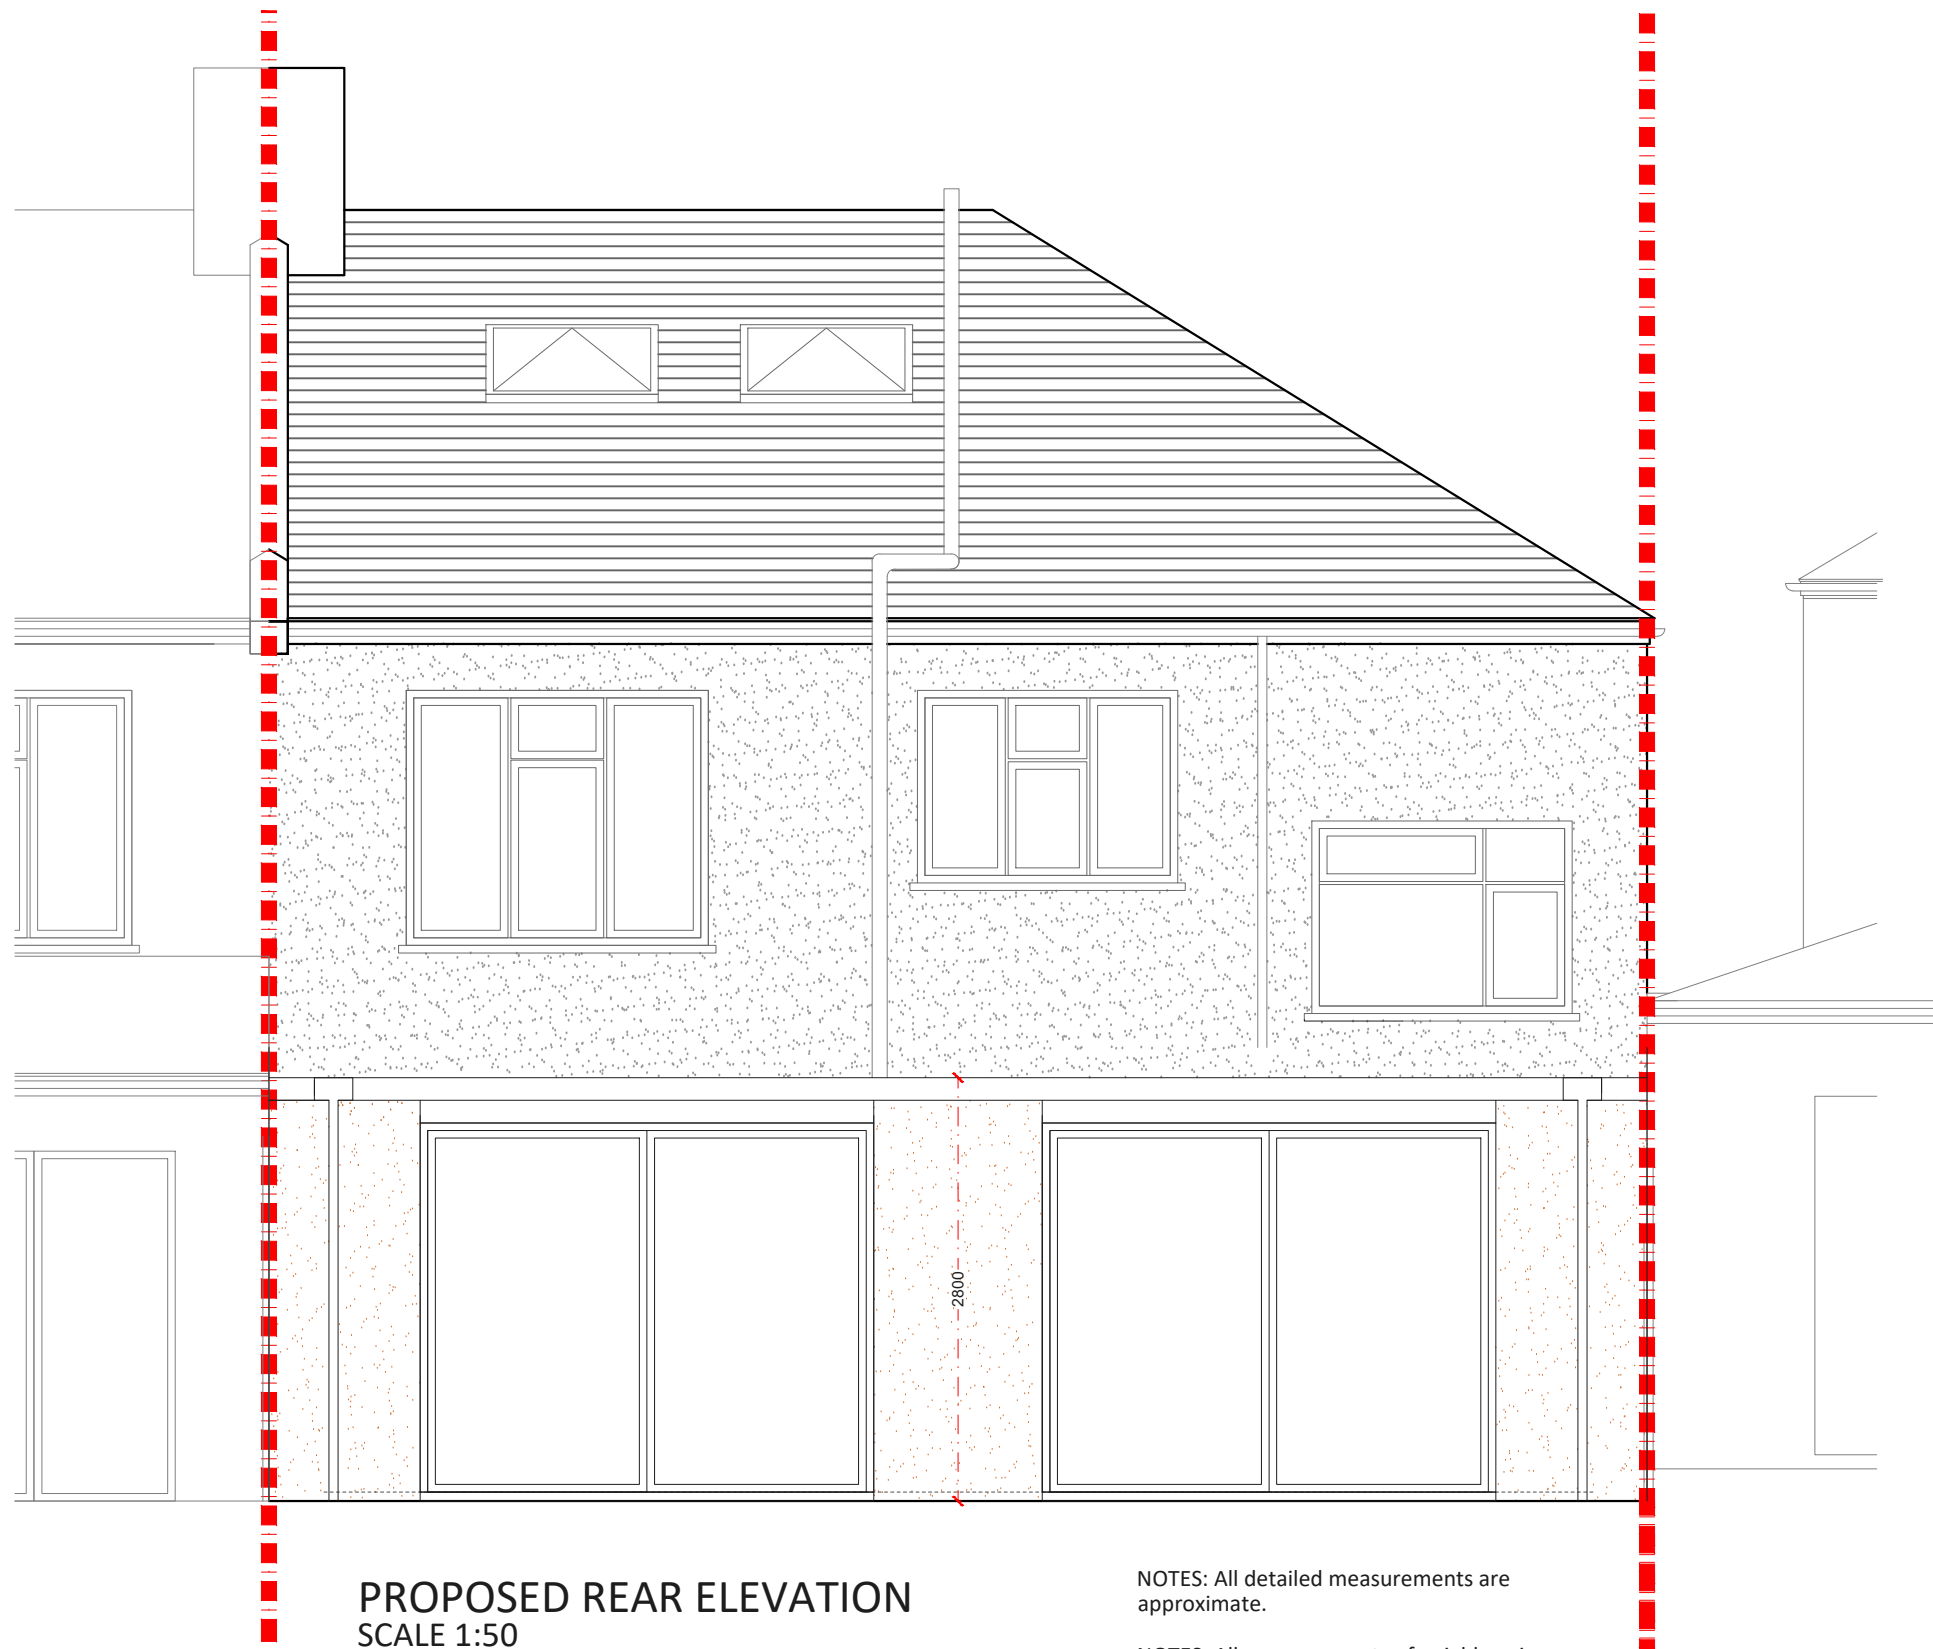 2800
PROPOSED REAR ELEVATION
SCALE 1:50
NOTES: All detailed measurements are
approximate.